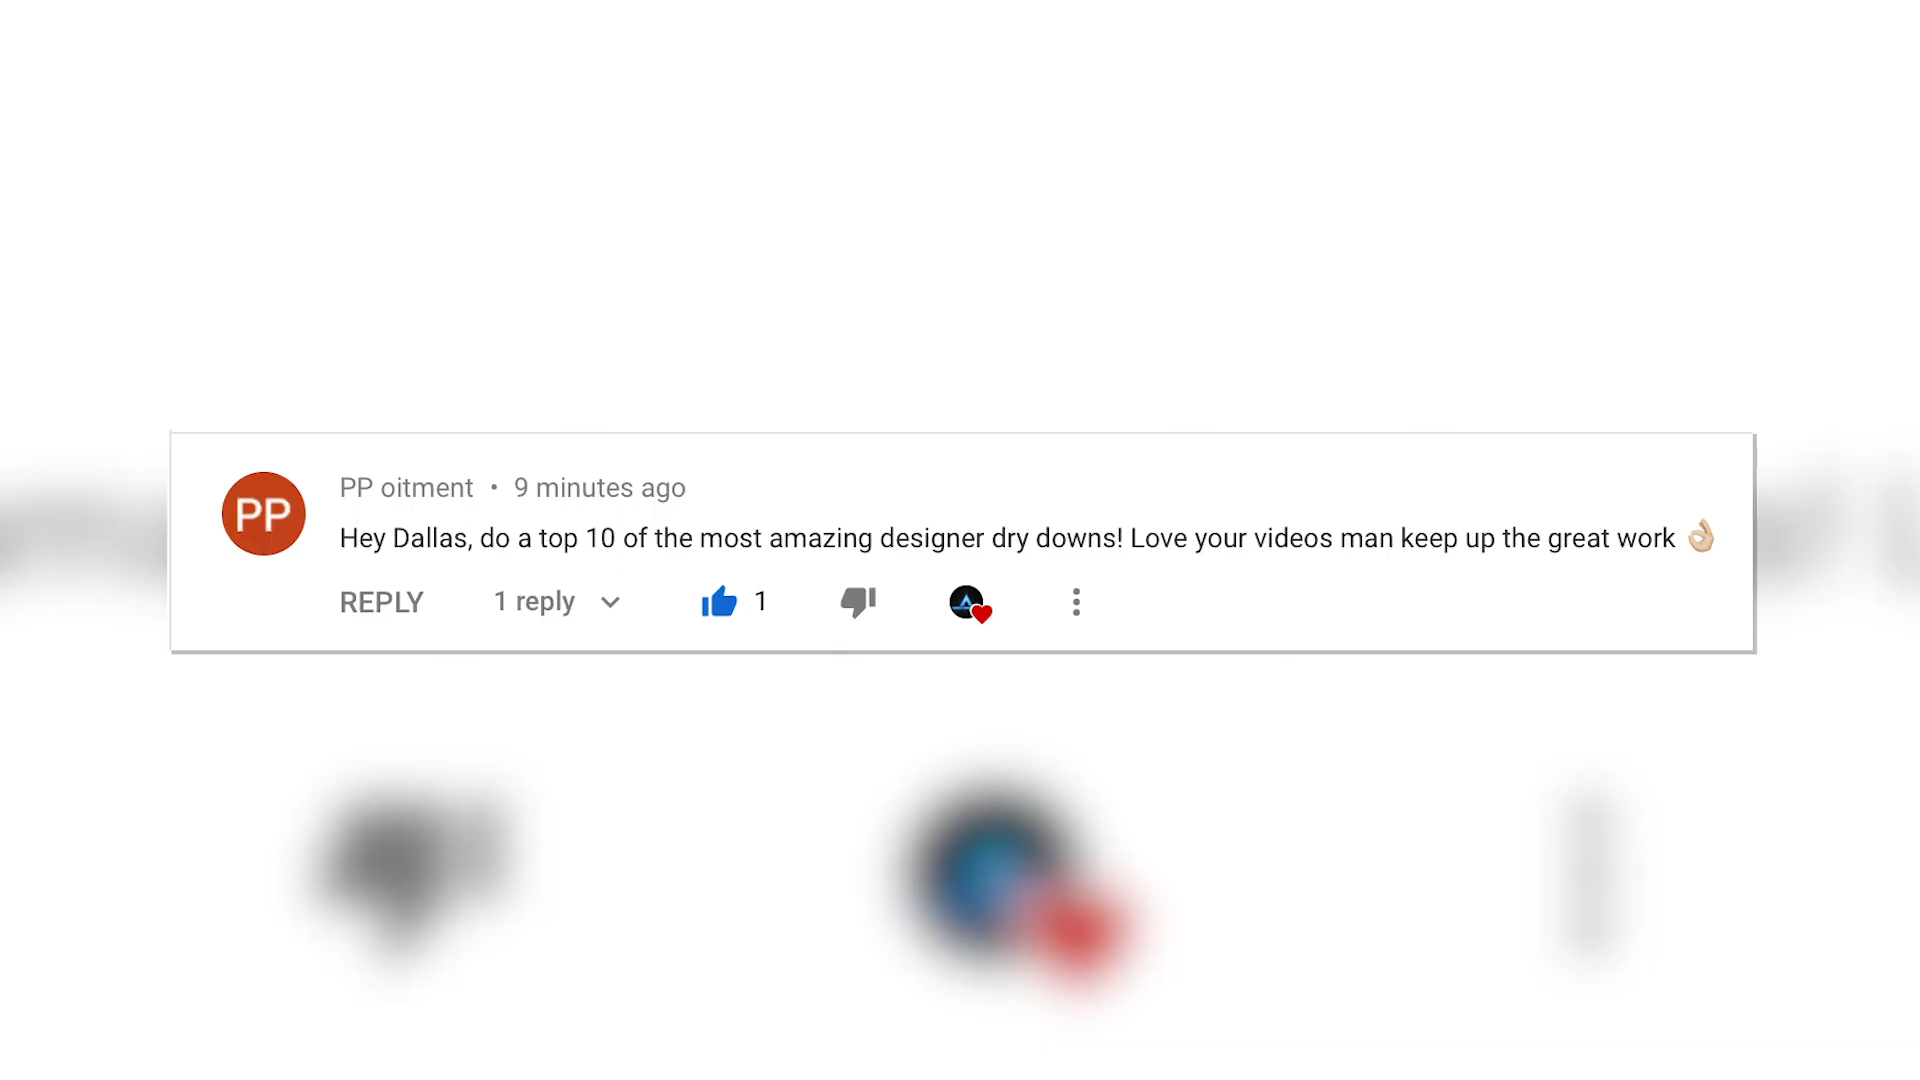 PP
PP oitment • 9 minutes ago
Hey Dallas, do a top 10 of the most amazing designer dry downs! Love your videos man keep up the great work 👌🏼
REPLY 1 reply 1